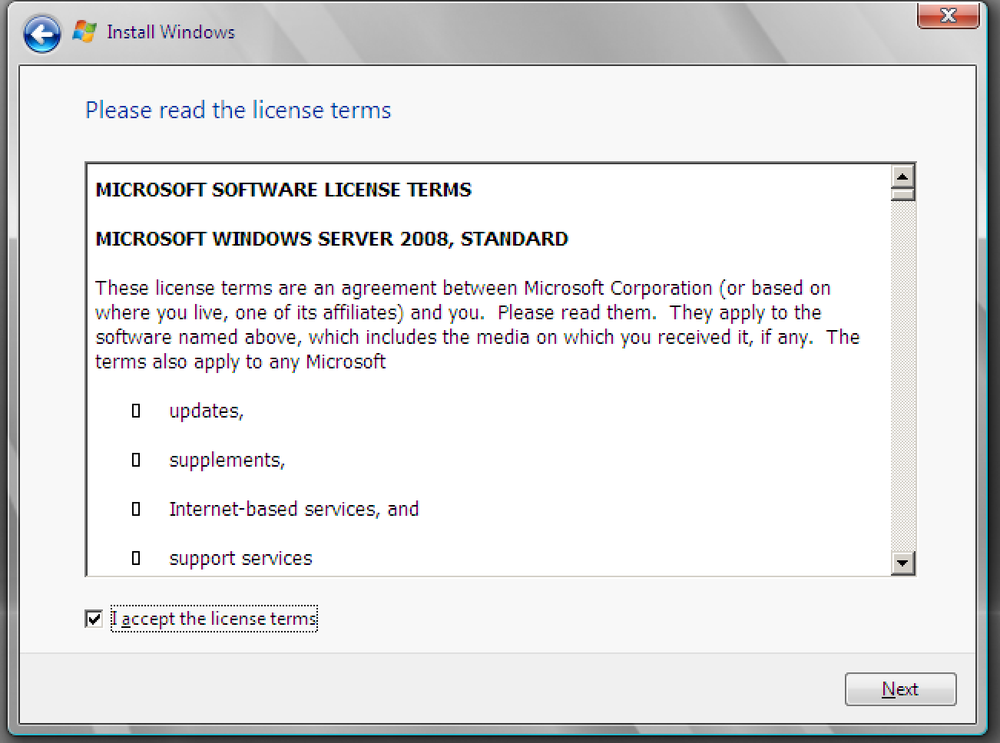 Install Windows
Please read the license terms
MICROSOFT SOFTWARE LICENSE TERMS
MICROSOFT WINDOWS SERVER 2008, STANDARD
These license terms are an agreement between Microsoft Corporation (or based on
where you live, one of its affiliates) and you.  Please read them.  They apply to the
software named above, which includes the media on which you received it, if any.  The
terms also apply to any Microsoft
updates,
supplements,
Internet-based services, and
support services
I accept the license terms
Next